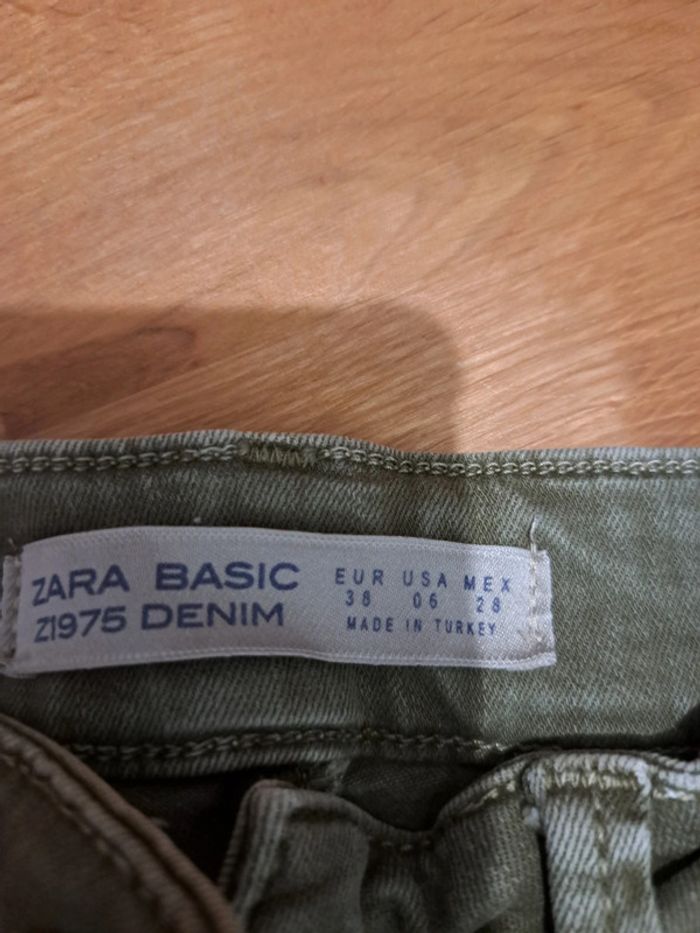 ZARA BASIC
Z1975 DENIM
EUR USA MEX
38 06 28
MADE IN TURKEY